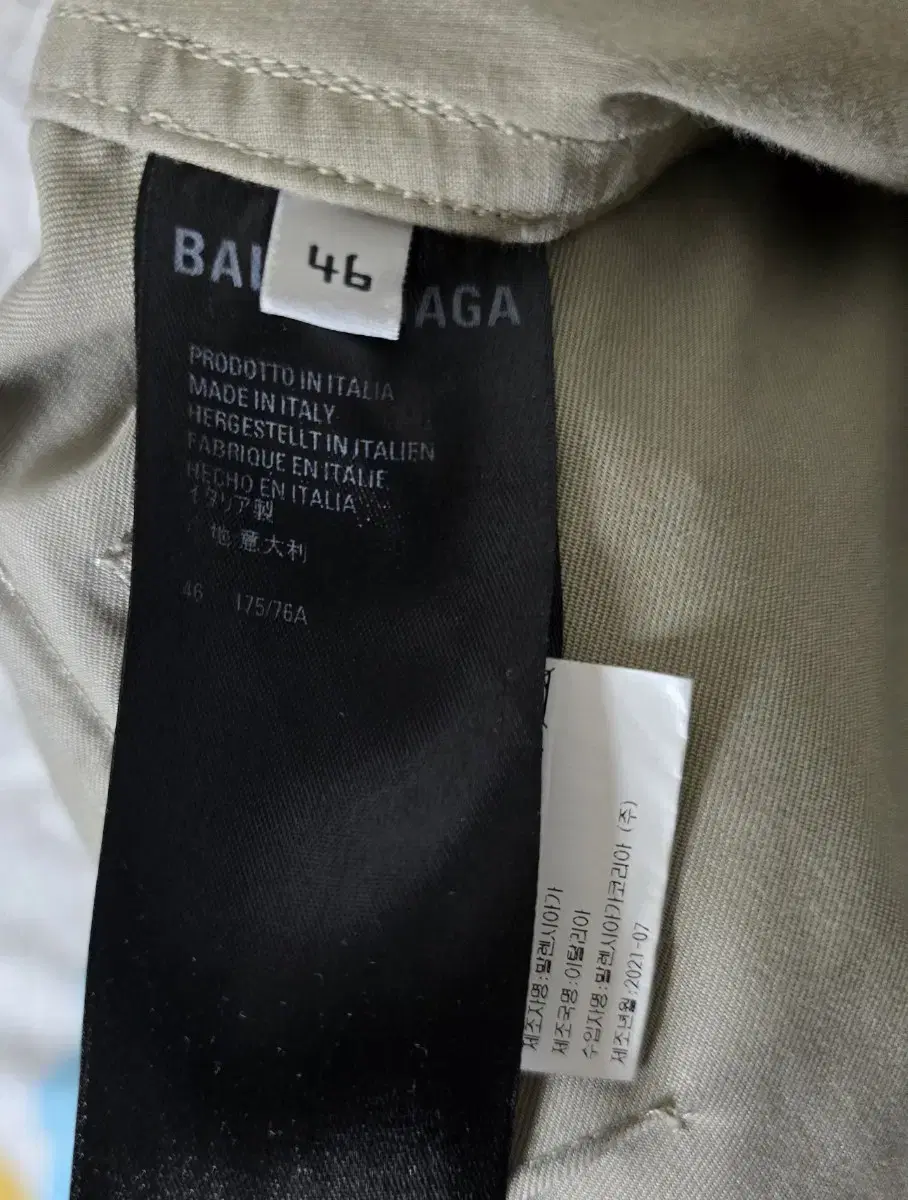 BAL AGA
46
PRODOTTO IN ITALIA
MADE IN ITALY
HERGESTELLT IN ITALIEN
FABRIQUÉ EN ITALIE
HECHO EN ITALIA
イタリア製
地 意大利
46 175/76A
제조자명:발렌시아가
제조국명:이탈리아
수입자명:발렌시아가코리아 (주)
제조년월:2021-07